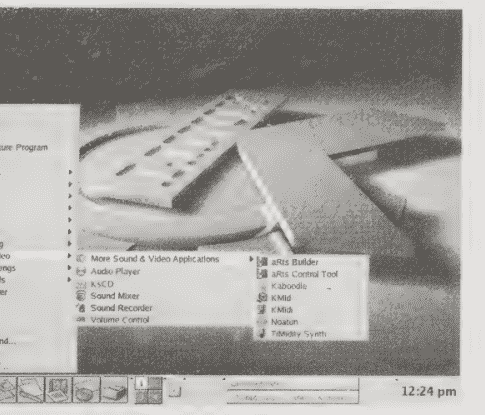 ure Program
More Sound & Video Applications
Audio Player
KsCD
Sound Mixer
Sound Recorder
Volume Control
aRts Builder
aRts Control Tool
Kaboodle
KMid
KMidi
Noatun
TiMidity Synth
12:24 pm